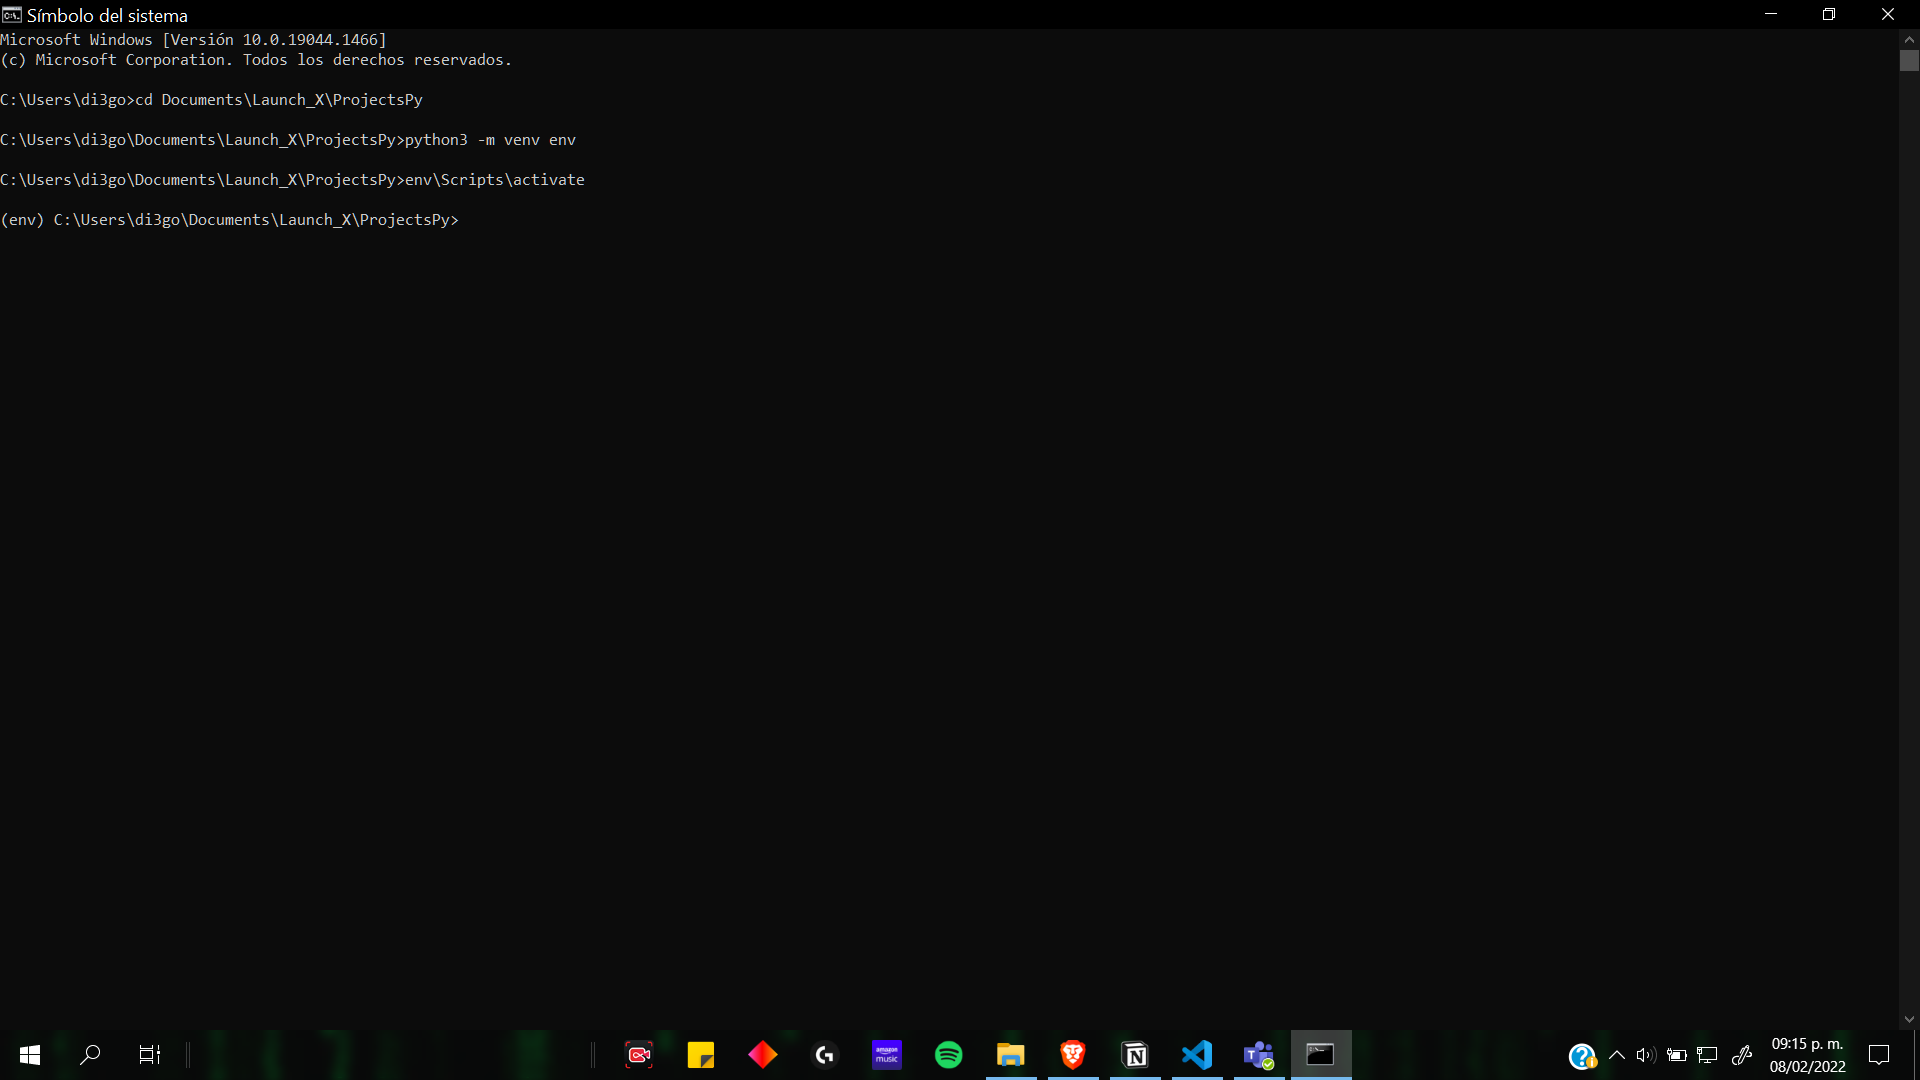 Símbolo del sistema
Microsoft Windows [Versión 10.0.19044.1466]
(c) Microsoft Corporation. Todos los derechos reservados.
C:\Users\di3go>cd Documents\Launch_X\ProjectsPy
C:\Users\di3go\Documents\Launch_X\ProjectsPy>python3 -m venv env
C:\Users\di3go\Documents\Launch_X\ProjectsPy>env\Scripts\activate
(env) C:\Users\di3go\Documents\Launch_X\ProjectsPy>
amazon music
09:15 p. m.
08/02/2022